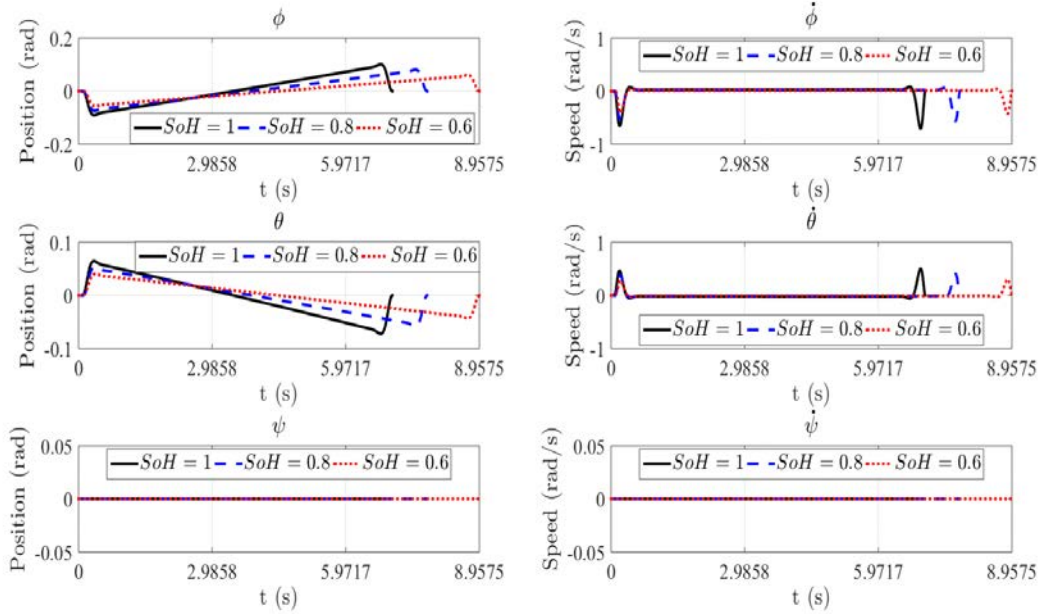 ϕ
Position (rad)
0.2
0
-0.2
SoH = 1 SoH = 0.8 SoH = 0.6
0 2.9858 5.9717 8.9575
t (s)
ϕ̇
Speed (rad/s)
1
0
-1
SoH = 1 SoH = 0.8 SoH = 0.6
0 2.9858 5.9717 8.9575
t (s)
θ
Position (rad)
0.1
0
-0.1
SoH = 1 SoH = 0.8 SoH = 0.6
0 2.9858 5.9717 8.9575
t (s)
θ̇
Speed (rad/s)
1
0
-1
SoH = 1 SoH = 0.8 SoH = 0.6
0 2.9858 5.9717 8.9575
t (s)
ψ
Position (rad)
0.05
0
-0.05
SoH = 1 SoH = 0.8 SoH = 0.6
0 2.9858 5.9717 8.9575
t (s)
ψ̇
Speed (rad/s)
0.05
0
-0.05
SoH = 1 SoH = 0.8 SoH = 0.6
0 2.9858 5.9717 8.9575
t (s)